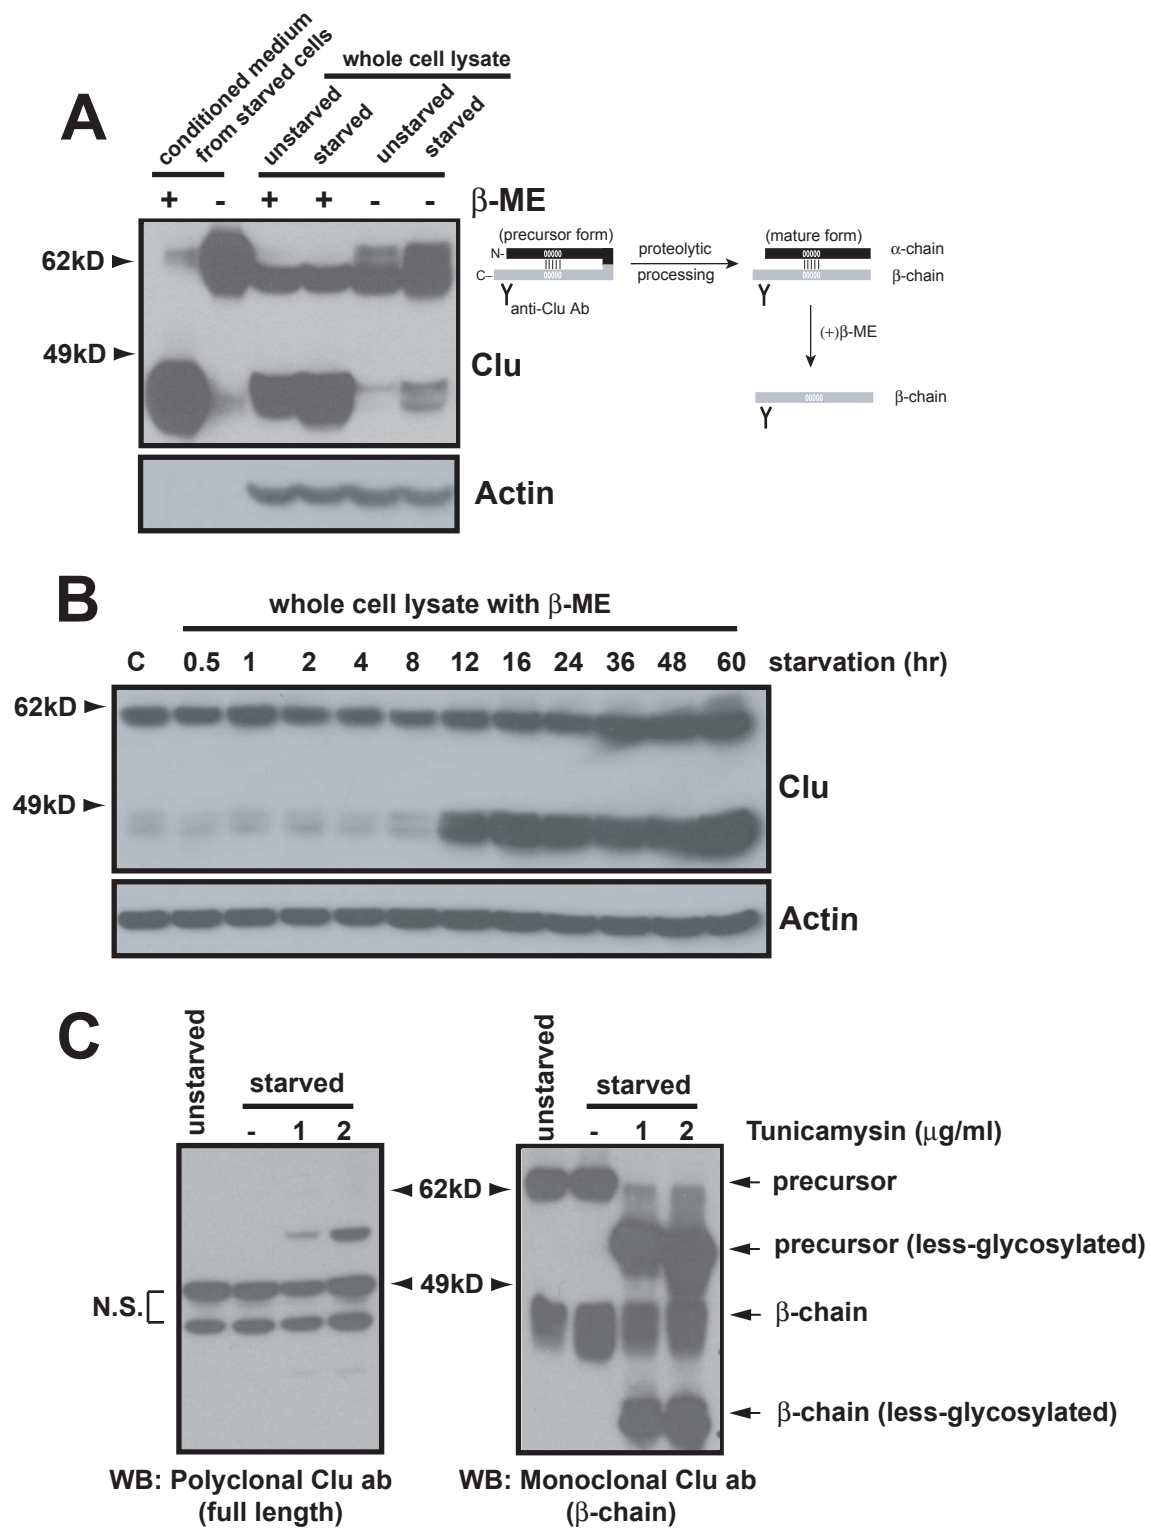 A
conditioned medium
from starved cells
whole cell lysate
unstarved
starved
unstarved
starved
+ - + + - - β-ME
62kD
49kD
Clu
Actin
(precursor form)
N-
C–
anti-Clu Ab
proteolytic
processing
(mature form)
α-chain
β-chain
(+)β-ME
β-chain
B
whole cell lysate with β-ME
C 0.5 1 2 4 8 12 16 24 36 48 60 starvation (hr)
62kD
49kD
Clu
Actin
C
unstarved
starved
- 1 2
unstarved
starved
- 1 2 Tunicamysin (μg/ml)
62kD
49kD
N.S.
precursor
precursor (less-glycosylated)
β-chain
β-chain (less-glycosylated)
WB: Polyclonal Clu ab
(full length)
WB: Monoclonal Clu ab
(β-chain)